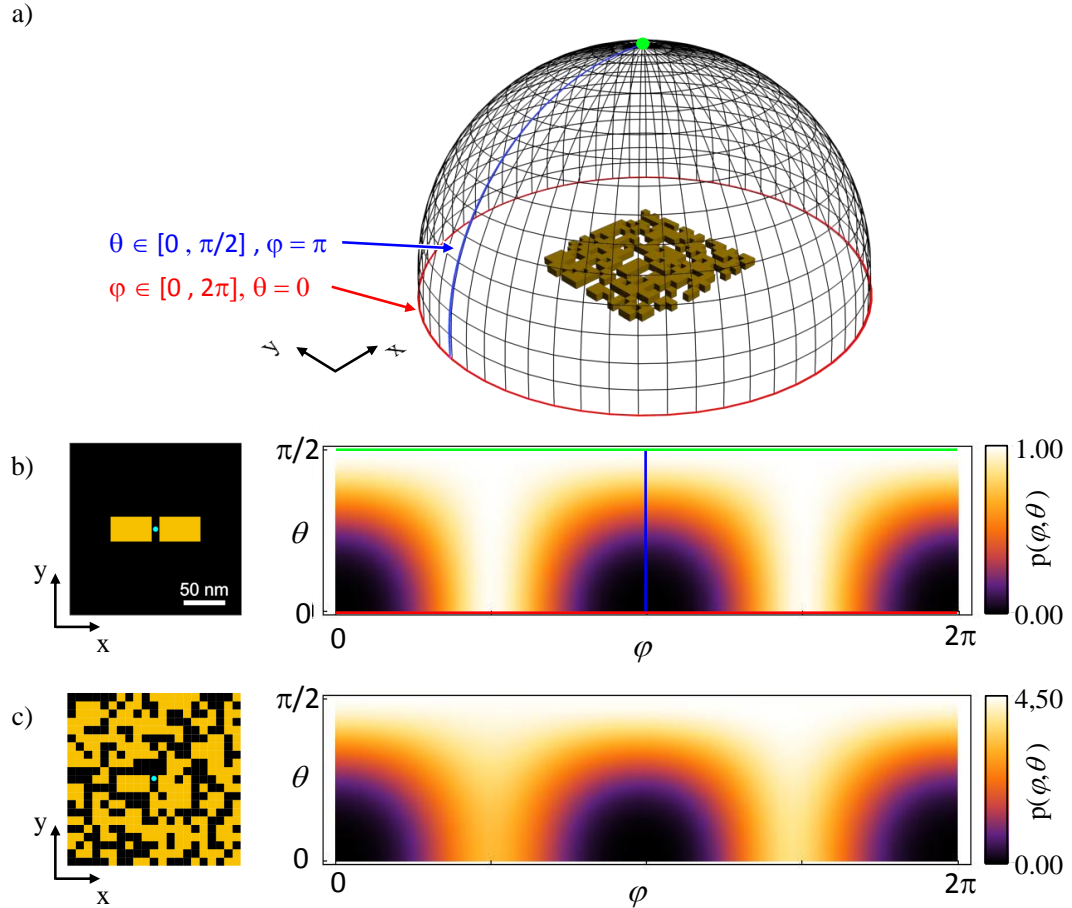 a)
θ ∈ [0 , π/2] , φ = π
φ ∈ [0 , 2π], θ = 0
y
x
b)
y
x
50 nm
π/2
θ
0
0
φ
2π
1.00
p(φ,θ)
0.00
c)
y
x
π/2
θ
0
0
φ
2π
4,50
p(φ,θ)
0.00